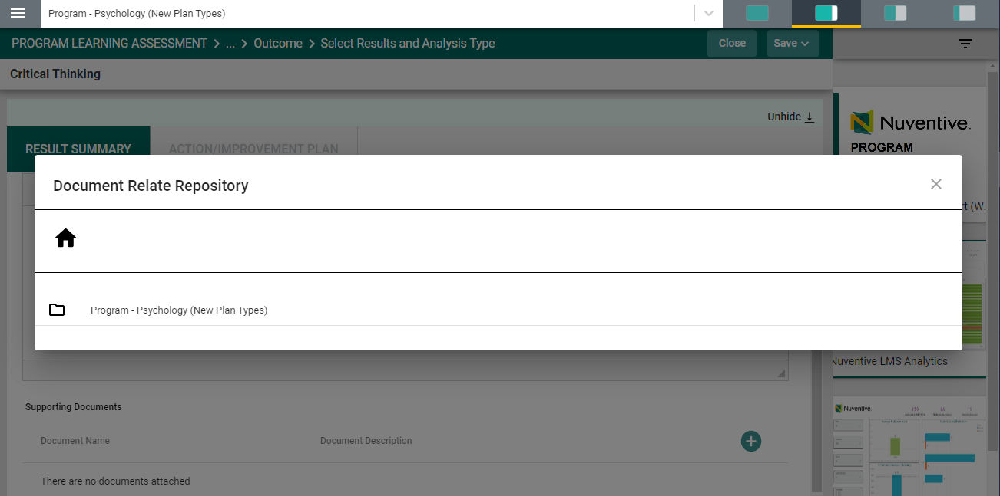 Program - Psychology (New Plan Types)
PROGRAM LEARNING ASSESSMENT > ... > Outcome > Select Results and Analysis Type
Close
Save
Critical Thinking
Unhide
RESULT SUMMARY
ACTION/IMPROVEMENT PLAN
Nuventive.
PROGRAM
Document Relate Repository
rt (W.
Program - Psychology (New Plan Types)
Nuventive LMS Analytics
Supporting Documents
Document Name
Document Description
There are no documents attached
Nuventive.